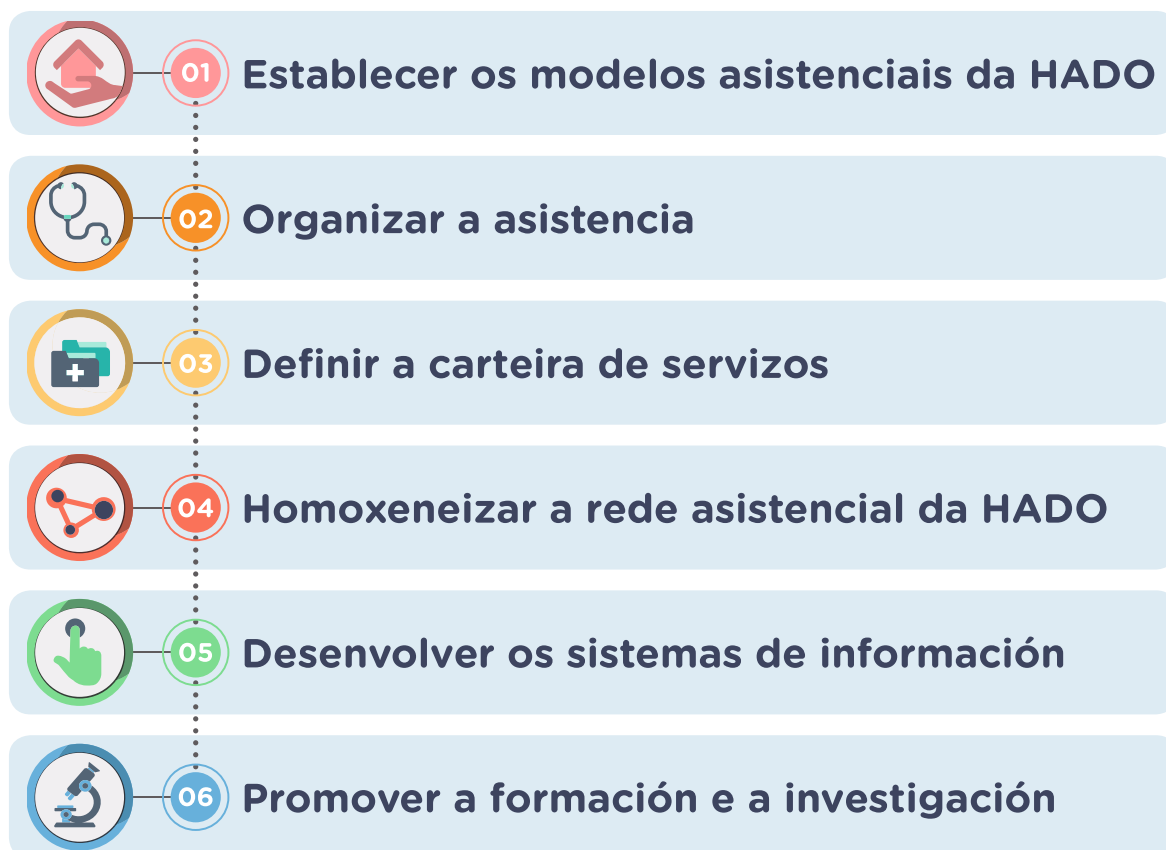 01 Establecer os modelos asistenciais da HADO
02 Organizar a asistencia
03 Definir a carteira de servizos
04 Homoxeneizar a rede asistencial da HADO
05 Desenvolver os sistemas de información
06 Promover a formación e a investigación